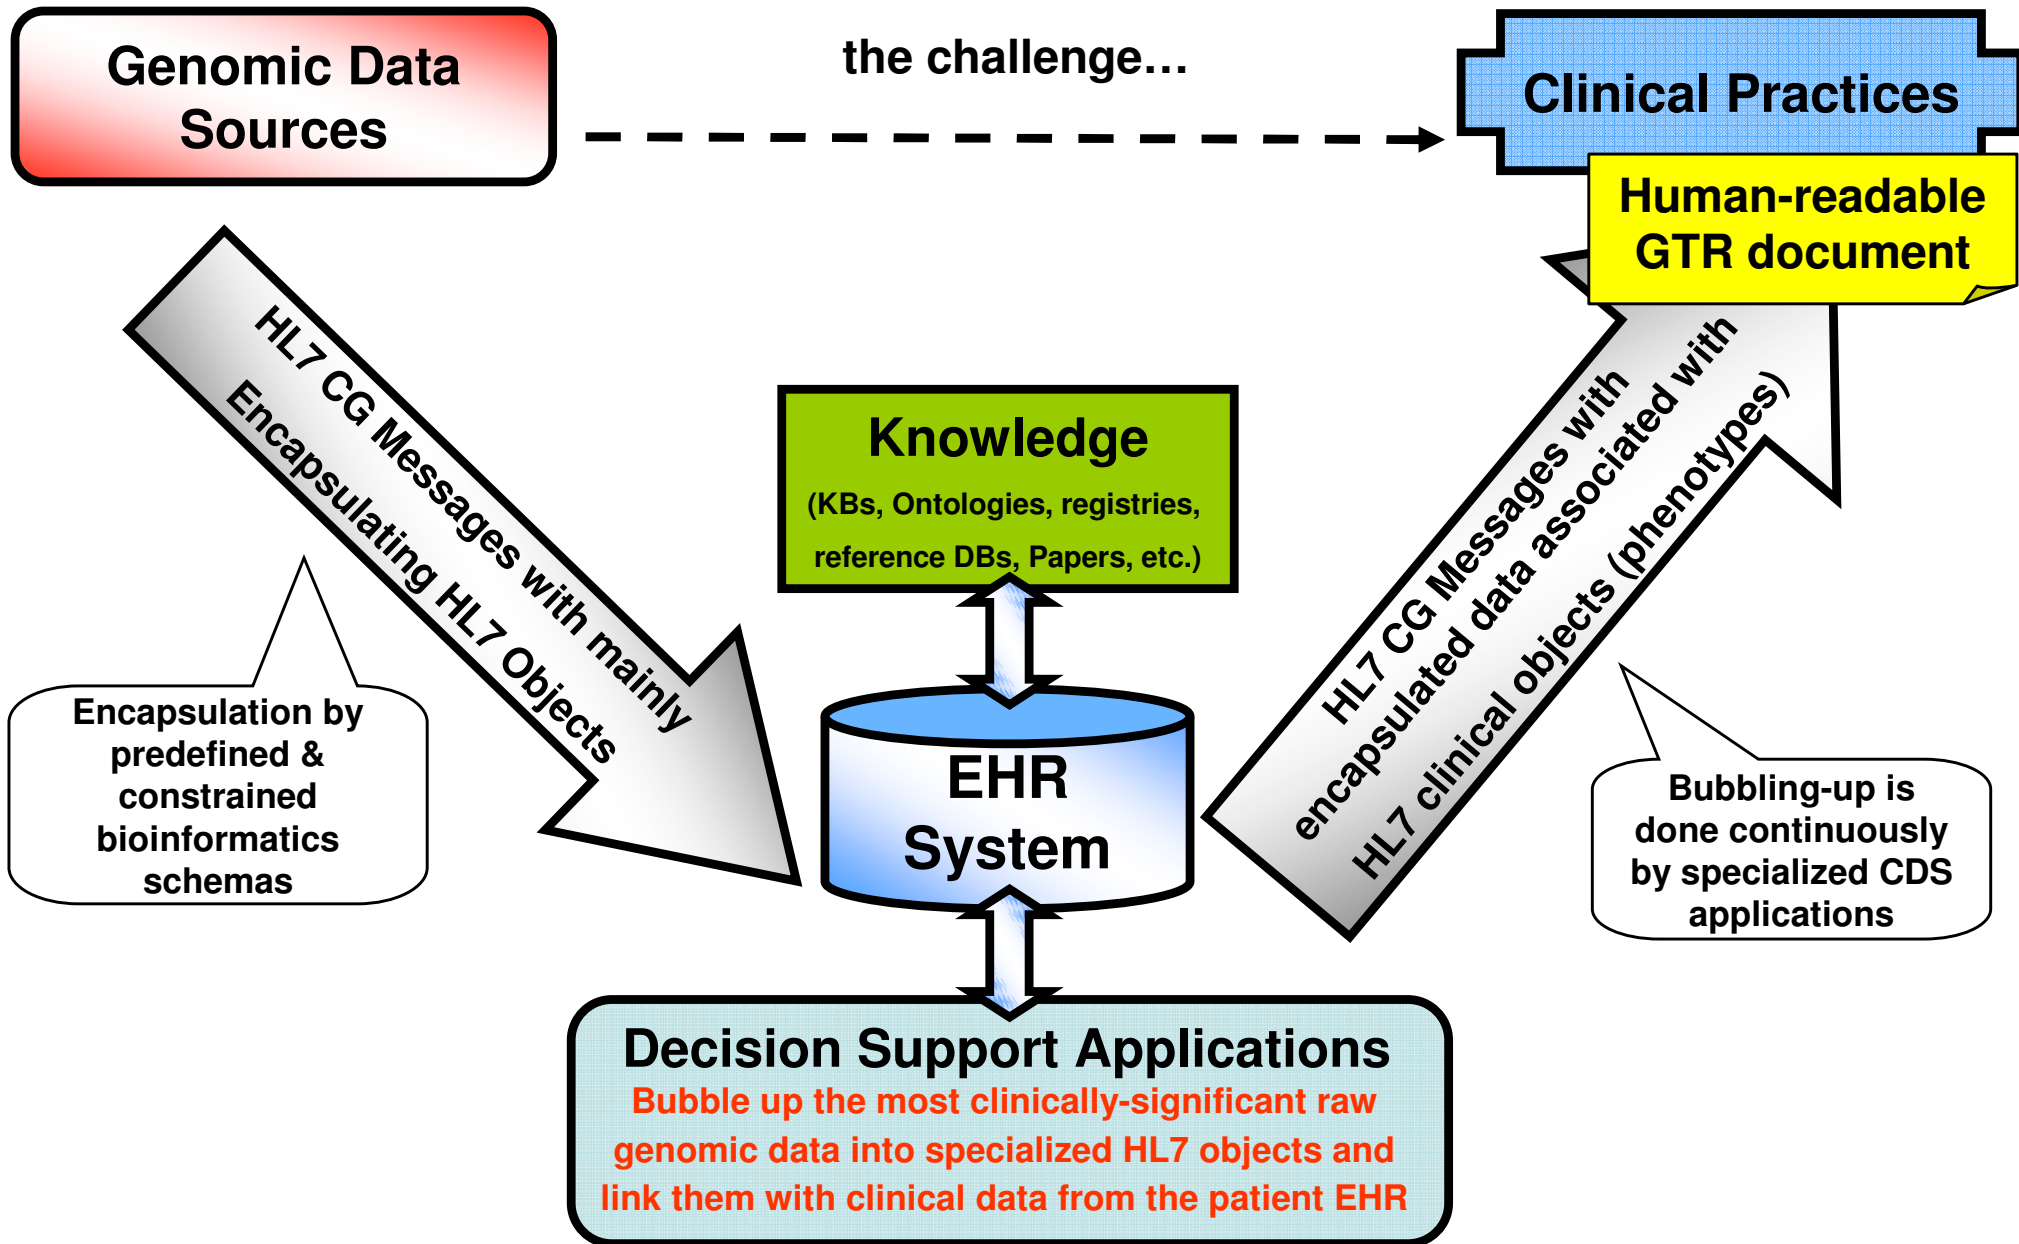 Genomic Data
Sources
the challenge…
Clinical Practices
Human-readable
GTR document
HL7 CG Messages with mainly
Encapsulating HL7 Objects
Knowledge
(KBs, Ontologies, registries,
reference DBs, Papers, etc.)
HL7 CG Messages with
encapsulated data associated with
HL7 clinical objects (phenotypes)
Encapsulation by
predefined &
constrained
bioinformatics
schemas
EHR
System
Bubbling-up is
done continuously
by specialized CDS
applications
Decision Support Applications
Bubble up the most clinically-significant raw
genomic data into specialized HL7 objects and
link them with clinical data from the patient EHR